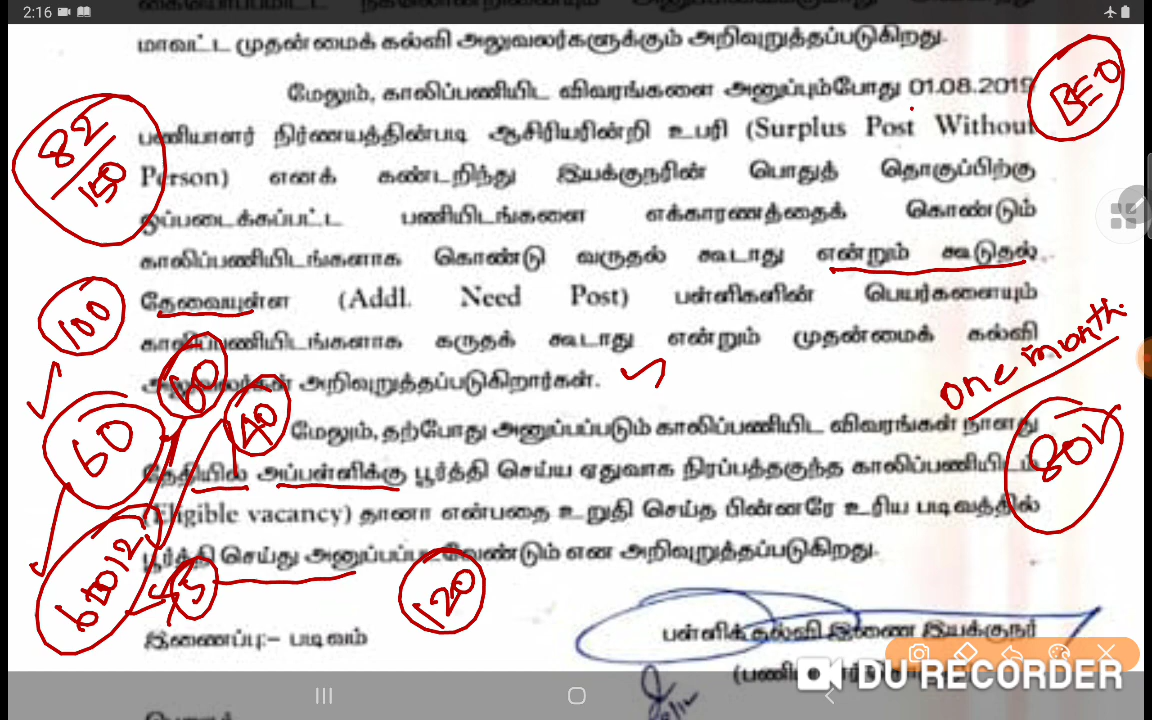 2:16
மாவட்ட முதன்மைக் கல்வி அலுவலர்களுக்கும் அறிவுறுத்தப்படுகிறது.
மேலும், காலிப்பணியிட விவரங்களை அனுப்பும்போது 01.08.2019
BEO
பணியாளர் நிர்ணயத்தின்படி ஆசிரியரின்றி உபரி (Surplus Post Without
82/150
Person) எனக் கண்டறிந்து இயக்குநரின் பொதுத் தொகுப்பிற்கு
ஒப்படைக்கப்பட்ட பணியிடங்களை எக்காரணத்தைக் கொண்டும்
காலிப்பணியிடங்களாக கொண்டு வருதல் கூடாது என்றும் கூடுதல்
தேவையுள்ள (Addl. Need Post) பள்ளிகளின் பெயர்களையும்
100
காலிப்பணியிடங்களாக கருதக் கூடாது என்றும் முதன்மைக் கல்வி
one month
அலுவலர்கள் அறிவுறுத்தப்படுகிறார்கள்.
60
40
மேலும், தற்போது அனுப்பப்படும் காலிப்பணியிட விவரங்கள் நாளது
60
80
தேதியில் அப்பள்ளிக்கு பூர்த்தி செய்ய ஏதுவாக நிரப்பத்தகுந்த காலிப்பணியிடம்
(Eligible vacancy) தானா என்பதை உறுதி செய்த பின்னரே உரிய படிவத்தில்
பூர்த்தி செய்து அனுப்பப்படவேண்டும் என அறிவுறுத்தப்படுகிறது.
6 to 12
120
இணைப்பு:- படிவம்
பள்ளிக்கல்வி இணை இயக்குநர்
DU RECORDER